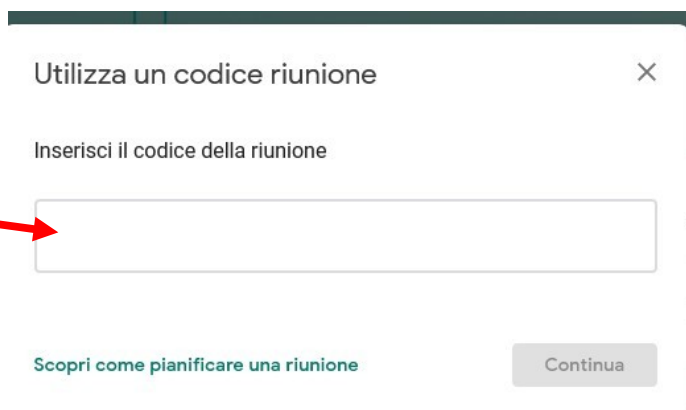 Utilizza un codice riunione
Inserisci il codice della riunione
Scopri come pianificare una riunione
Continua